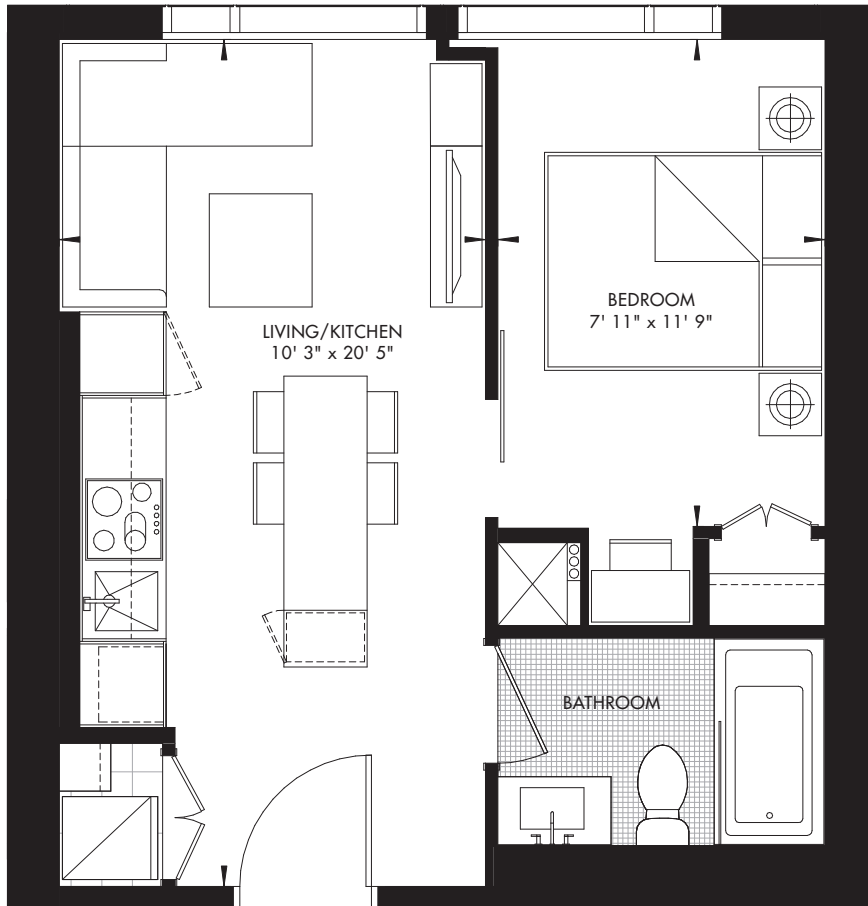 BEDROOM
7' 11" x 11' 9"
LIVING/KITCHEN
10' 3" x 20' 5"
BATHROOM